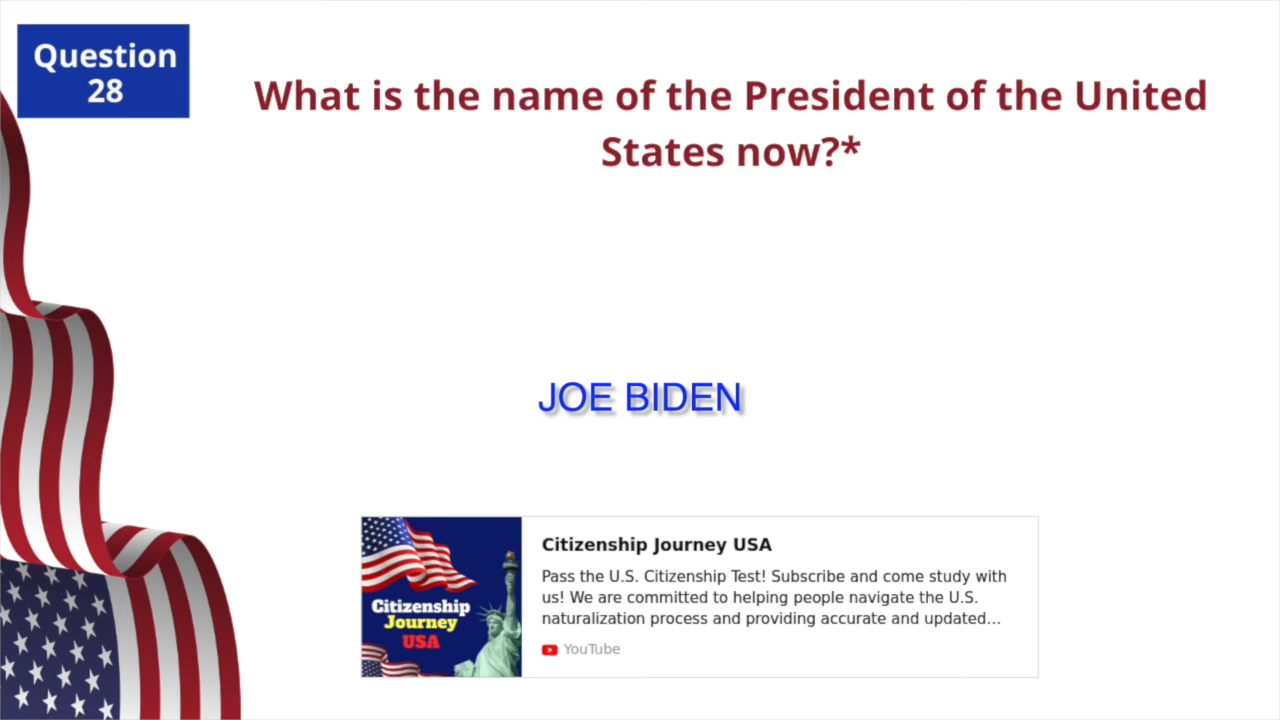 Question
28
What is the name of the President of the United
States now?*
JOE BIDEN
Citizenship Journey USA
Pass the U.S. Citizenship Test! Subscribe and come study with
us! We are committed to helping people navigate the U.S.
naturalization process and providing accurate and updated...
YouTube
Citizenship
Journey
USA